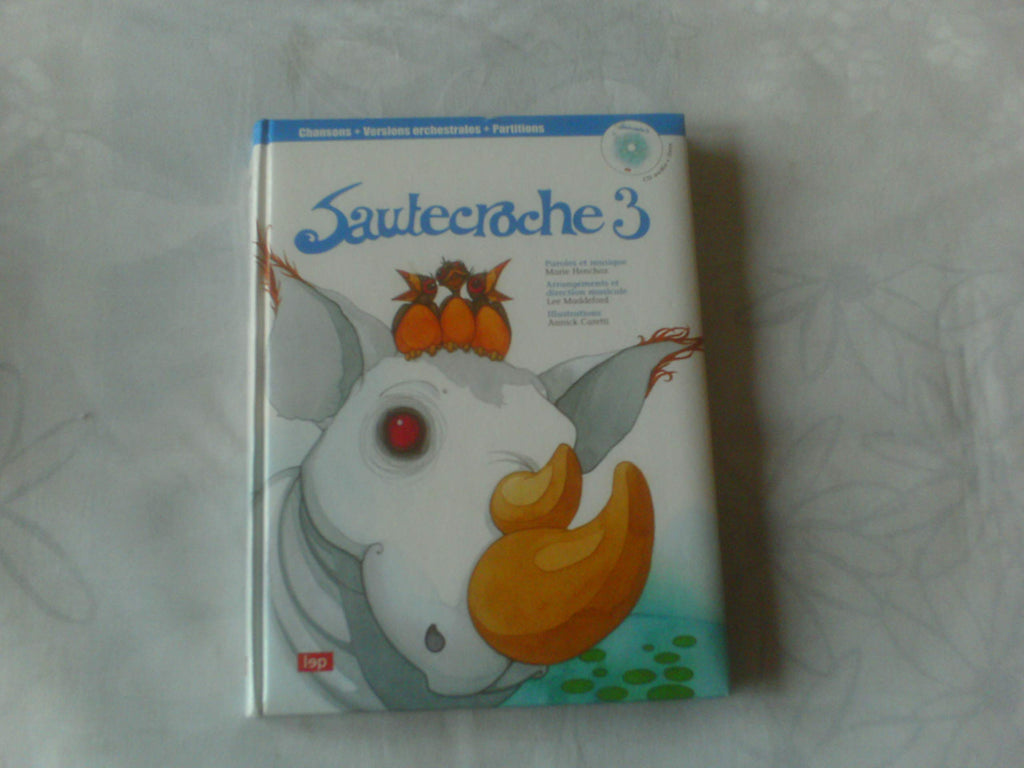 Chansons + Versions orchestrales + Partitions
Sautecroche 3
Paroles et musique
Marie Henchoz
Arrangements et
direction musicale
Lee Maddeford
Illustrations
Annick Caretti
lep